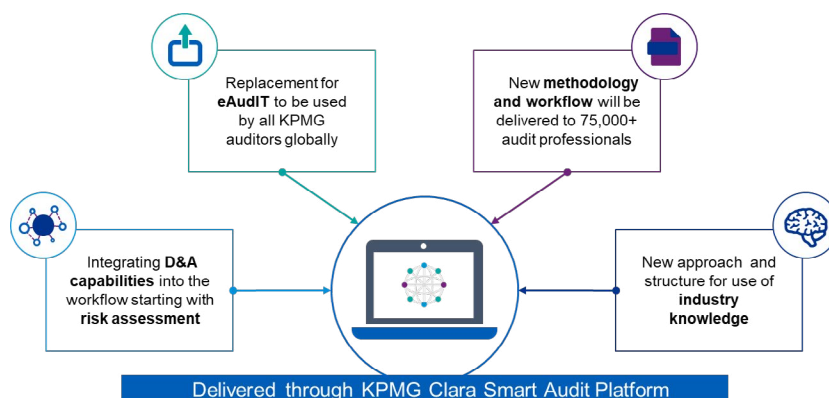 Replacement for
eAudIT to be used
by all KPMG
auditors globally
New methodology
and workflow will be
delivered to 75,000+
audit professionals
Integrating D&A
capabilities into the
workflow starting with
risk assessment
New approach and
structure for use of
industry
knowledge
Delivered through KPMG Clara Smart Audit Platform